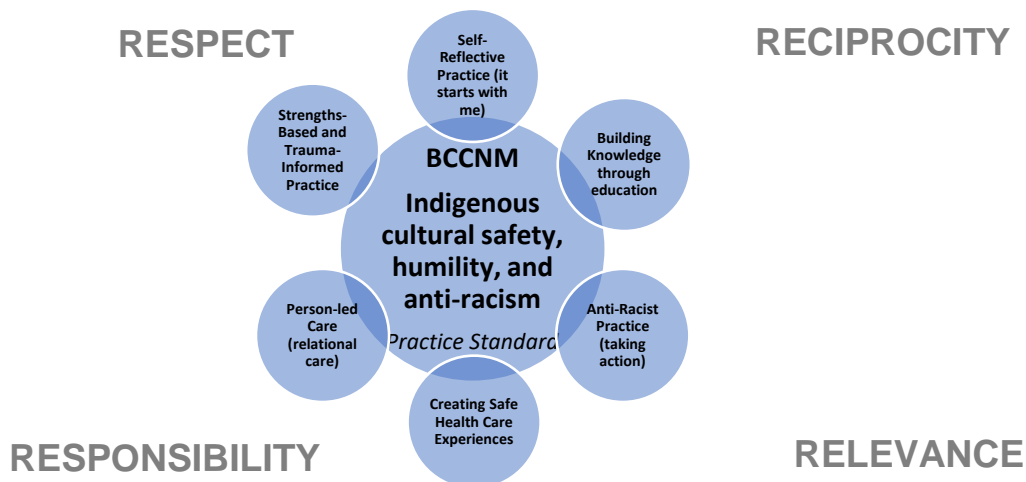 RESPECT
RECIPROCITY
Self-
Reflective
Practice (it
starts with
me)
Strengths-
Based and
Trauma-
Informed
Practice
Building
Knowledge
through
education
BCCNM
Indigenous
cultural safety,
humility, and
anti-racism
Practice Standard
Person-led
Care
(relational
care)
Anti-Racist
Practice
(taking
action)
Creating Safe
Health Care
Experiences
RESPONSIBILITY
RELEVANCE